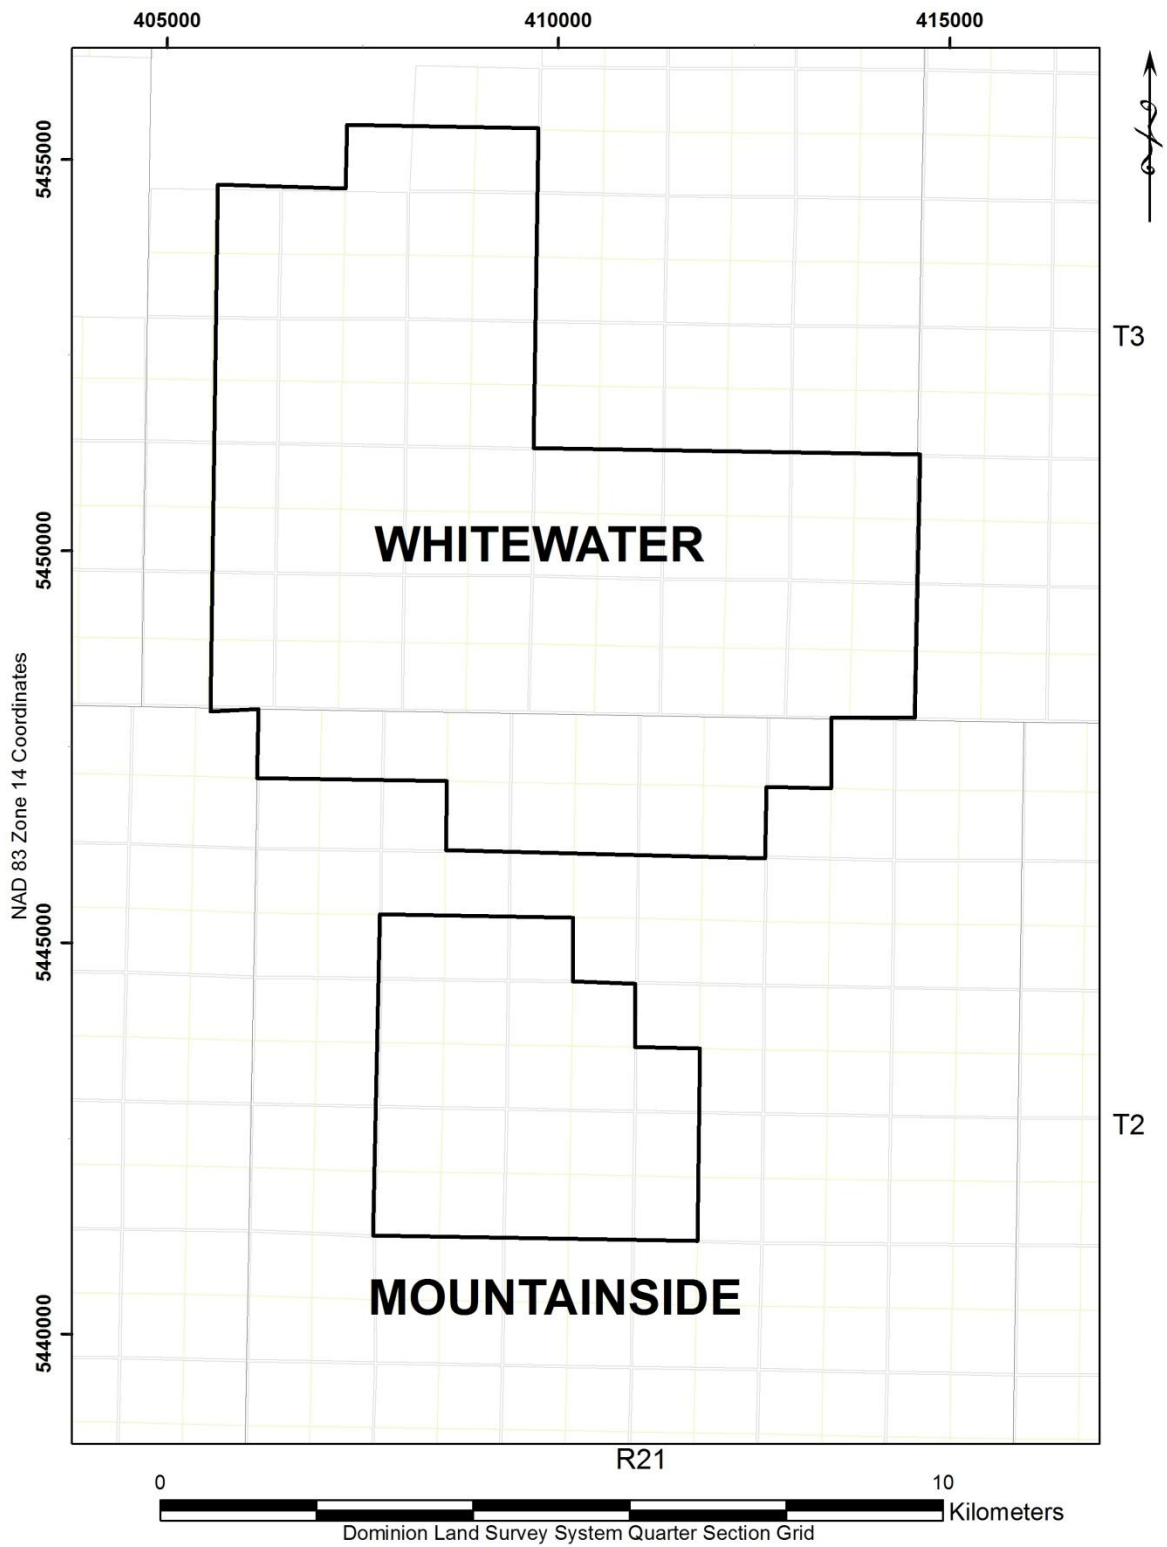 405000 410000 415000
5455000
T3
5450000
WHITEWATER
NAD 83 Zone 14 Coordinates
5445000
T2
MOUNTAINSIDE
5440000
R21
0 10
Kilometers
Dominion Land Survey System Quarter Section Grid